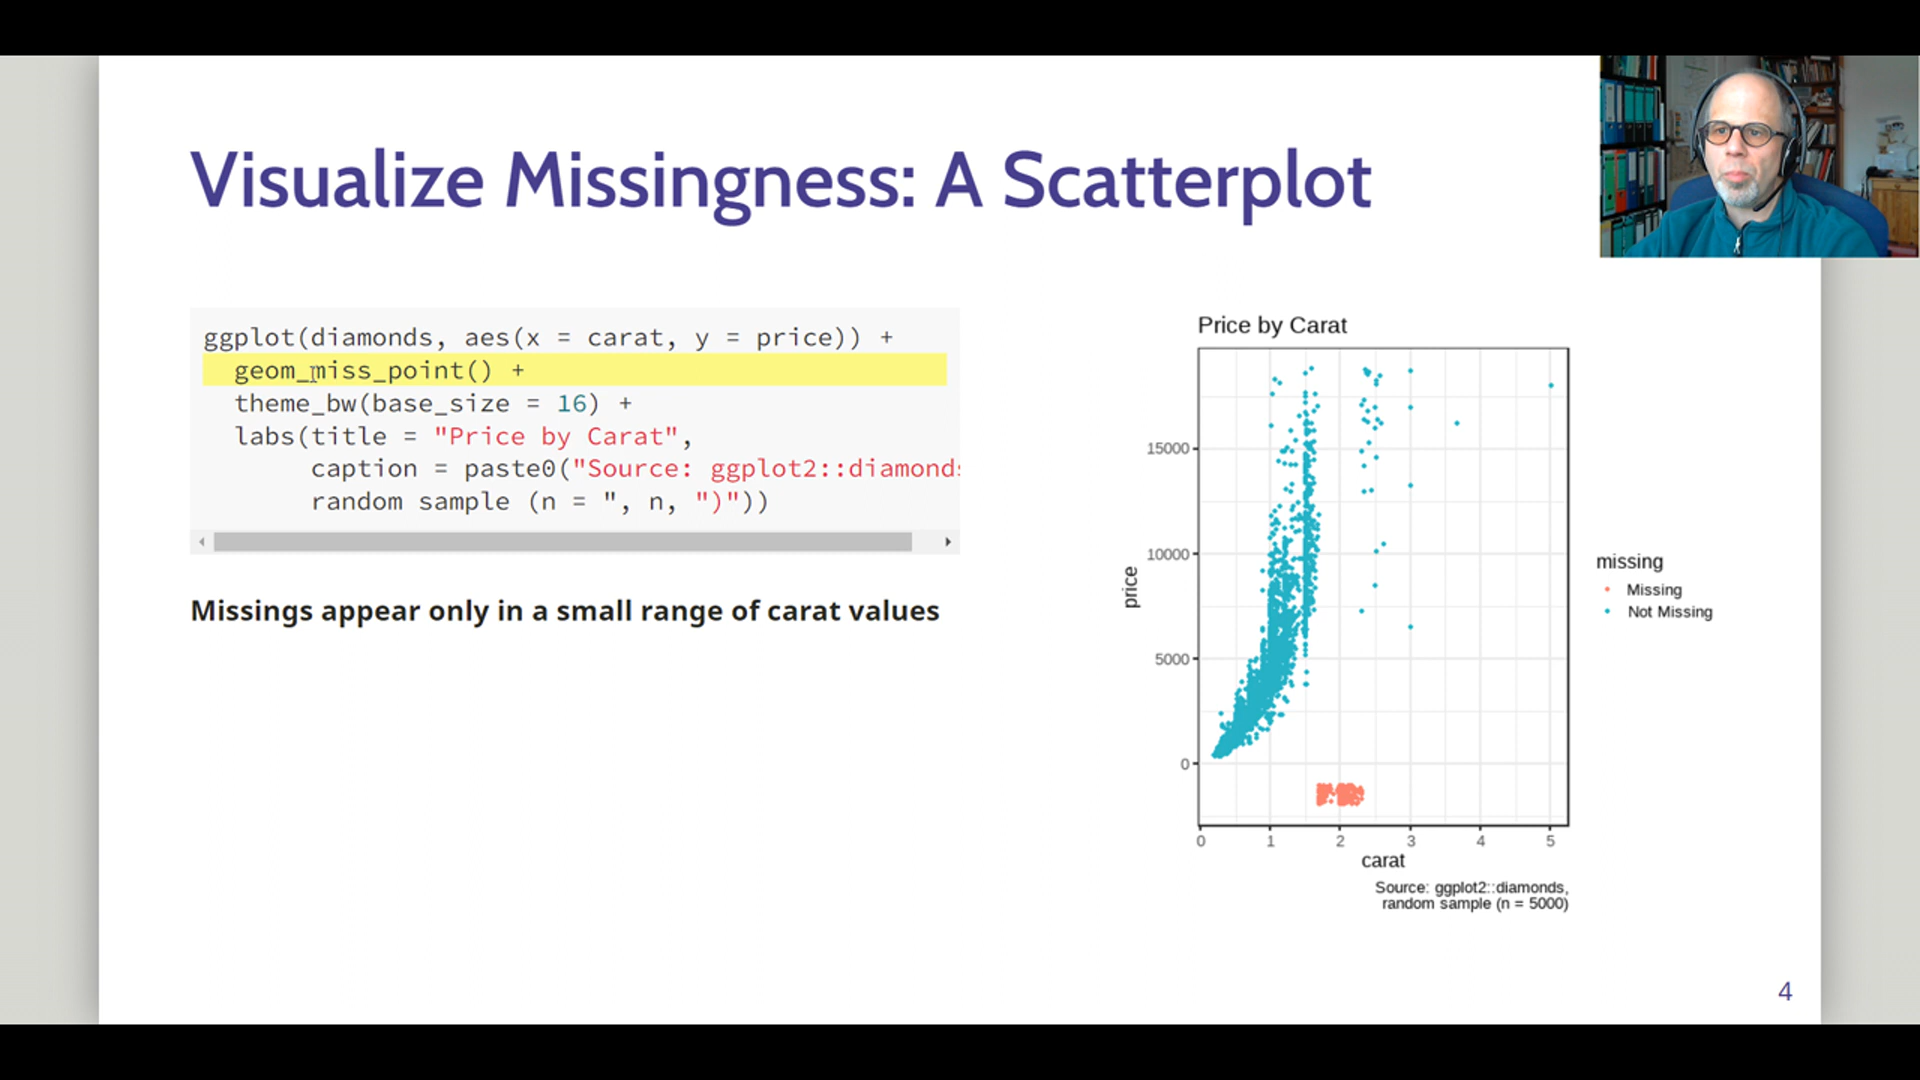 Visualize Missingness: A Scatterplot
ggplot(diamonds, aes(x = carat, y = price)) +
geom_miss_point() +
theme_bw(base_size = 16) +
labs(title = "Price by Carat",
caption = paste0("Source: ggplot2::diamonds
random sample (n = ", n, ")"))
Missings appear only in a small range of carat values
Price by Carat
price
15000
10000
5000
0
0 1 2 3 4 5
carat
missing
Missing
Not Missing
Source: ggplot2::diamonds,
random sample (n = 5000)
4